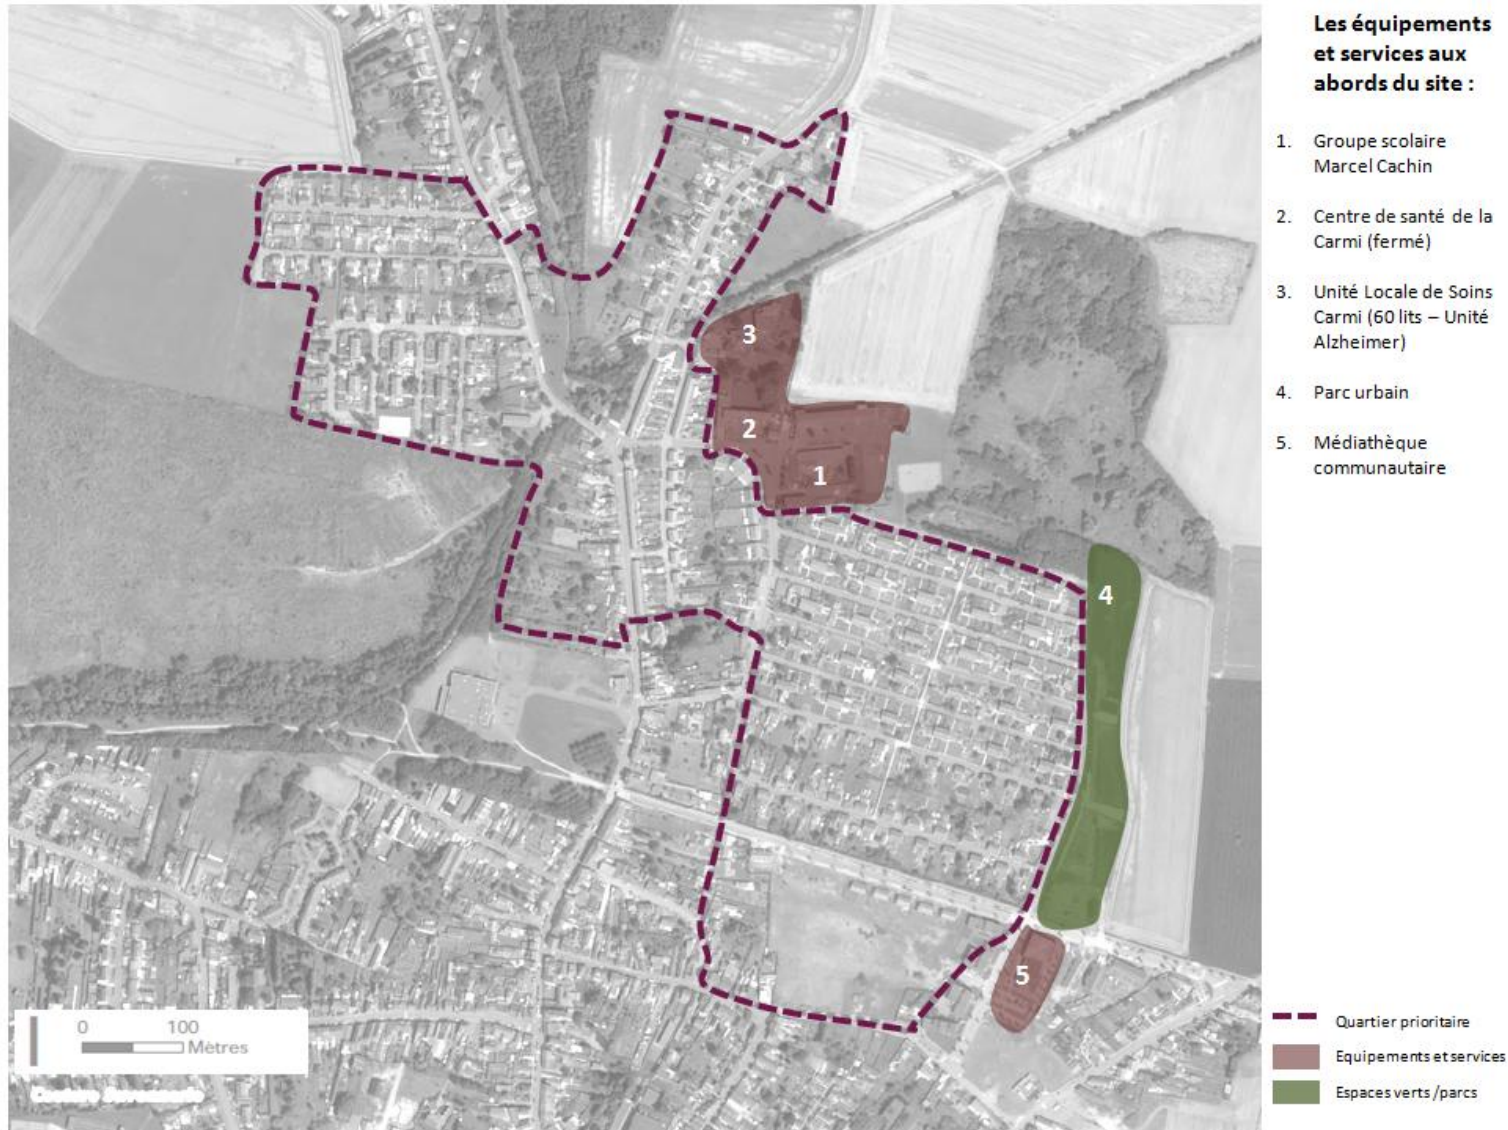 Les équipements
et services aux
abords du site :
1. Groupe scolaire
Marcel Cachin
2. Centre de santé de la
Carmi (fermé)
3. Unité Locale de Soins
Carmi (60 lits – Unité
Alzheimer)
4. Parc urbain
5. Médiathèque
communautaire
3
2
1
4
5
0 100
Mètres
Quartier prioritaire
Equipements et services
Espaces verts /parcs